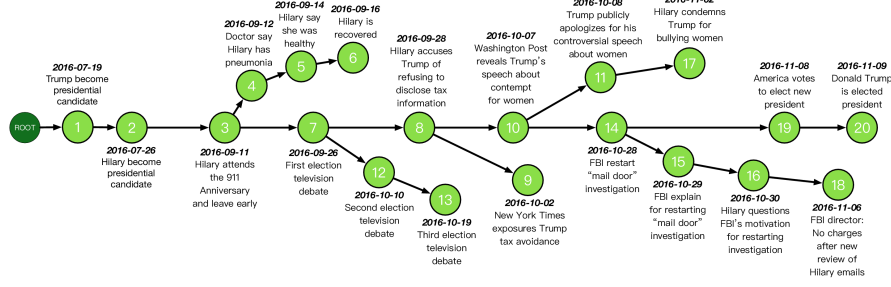 ROOT
1
2016-07-19
Trump become
presidential
candidate
2
2016-07-26
Hilary become
presidential
candidate
3
2016-09-11
Hilary attends
the 911
Anniversary
and leave early
2016-09-12
Doctor say
Hilary has
pneumonia
4
2016-09-14
Hilary say
she was
healthy
5
2016-09-16
Hilary is
recovered
6
7
2016-09-26
First election
television
debate
2016-09-28
Hilary accuses
Trump of
refusing to
disclose tax
information
8
9
2016-10-02
New York Times
exposures Trump
tax avoidance
2016-10-07
Washington Post
reveals Trump's
speech about
contempt
for women
10
2016-10-08
Trump publicly
apologizes for his
controversial speech
about women
11
12
2016-10-10
Second election
television
debate
13
2016-10-19
Third election
television
debate
14
2016-10-28
FBI restart
“mail door”
investigation
15
2016-10-29
FBI explain
for restarting
“mail door”
investigation
16
2016-10-30
Hilary questions
FBI's motivation
for restarting
investigation
Hilary condemns
Trump for
bullying women
17
18
2016-11-06
FBI director:
No charges
after new
review of
Hilary emails
2016-11-08
America votes
to elect new
president
19
2016-11-09
Donald Trump
is elected
president
20